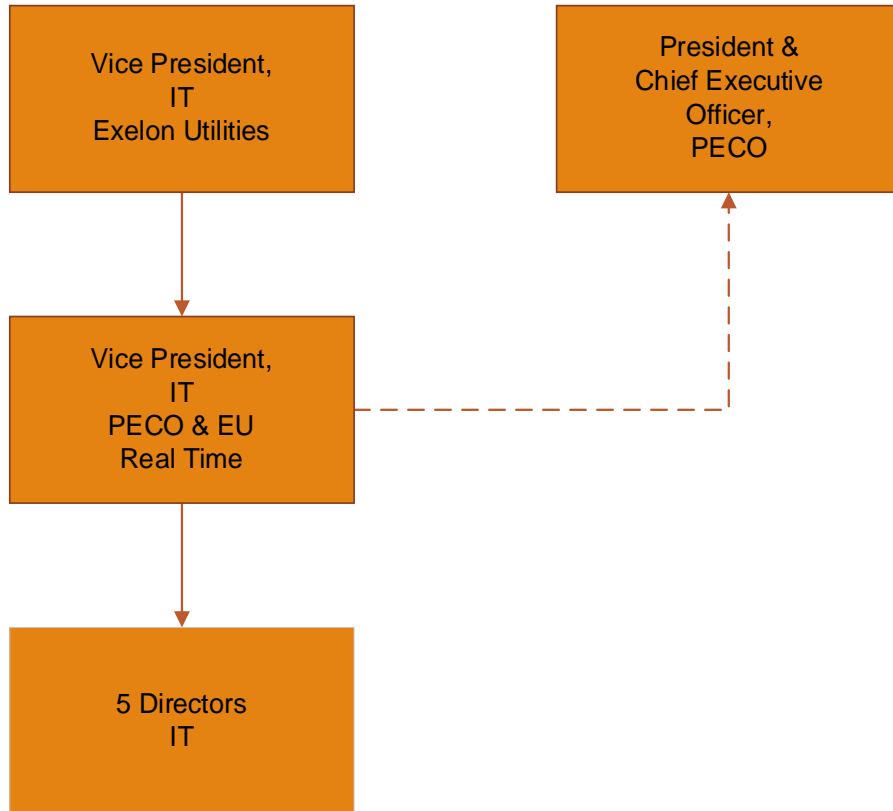 Vice President,
IT
Exelon Utilities
President &
Chief Executive
Officer,
PECO
Vice President,
IT
PECO & EU
Real Time
5 Directors
IT